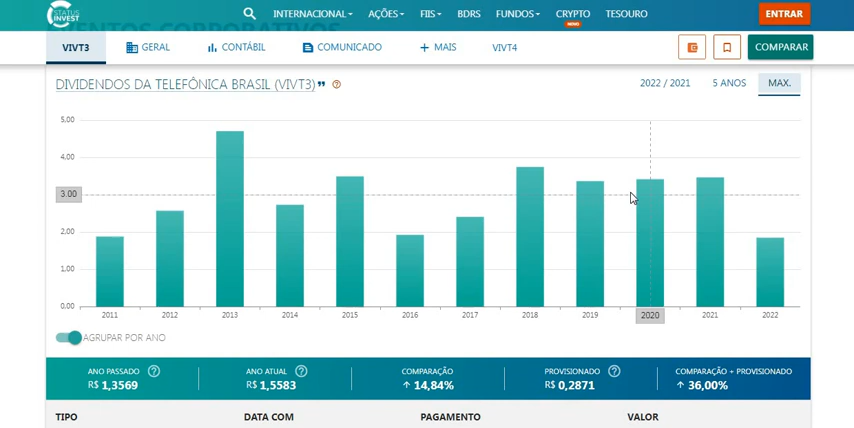 STATUS
INVEST
INTERNACIONAL
AÇÕES
FIIS
BDRS
FUNDOS
CRYPTO
NOVO
TESOURO
ENTRAR
EVENTOS CORPORATIVOS
VIVT3
GERAL
CONTÁBIL
COMUNICADO
+ MAIS
VIVT4
COMPARAR
DIVIDENDOS DA TELEFÔNICA BRASIL (VIVT3)
2022 / 2021
5 ANOS
MAX.
5.00
4.00
3.00
2.00
1.00
0.00
2011 2012 2013 2014 2015 2016 2017 2018 2019 2020 2021 2022
AGRUPAR POR ANO
ANO PASSADO
R$ 1,3569
ANO ATUAL
R$ 1,5583
COMPARAÇÃO
14,84%
PROVISIONADO
R$ 0,2871
COMPARAÇÃO + PROVISIONADO
36,00%
TIPO DATA COM PAGAMENTO VALOR